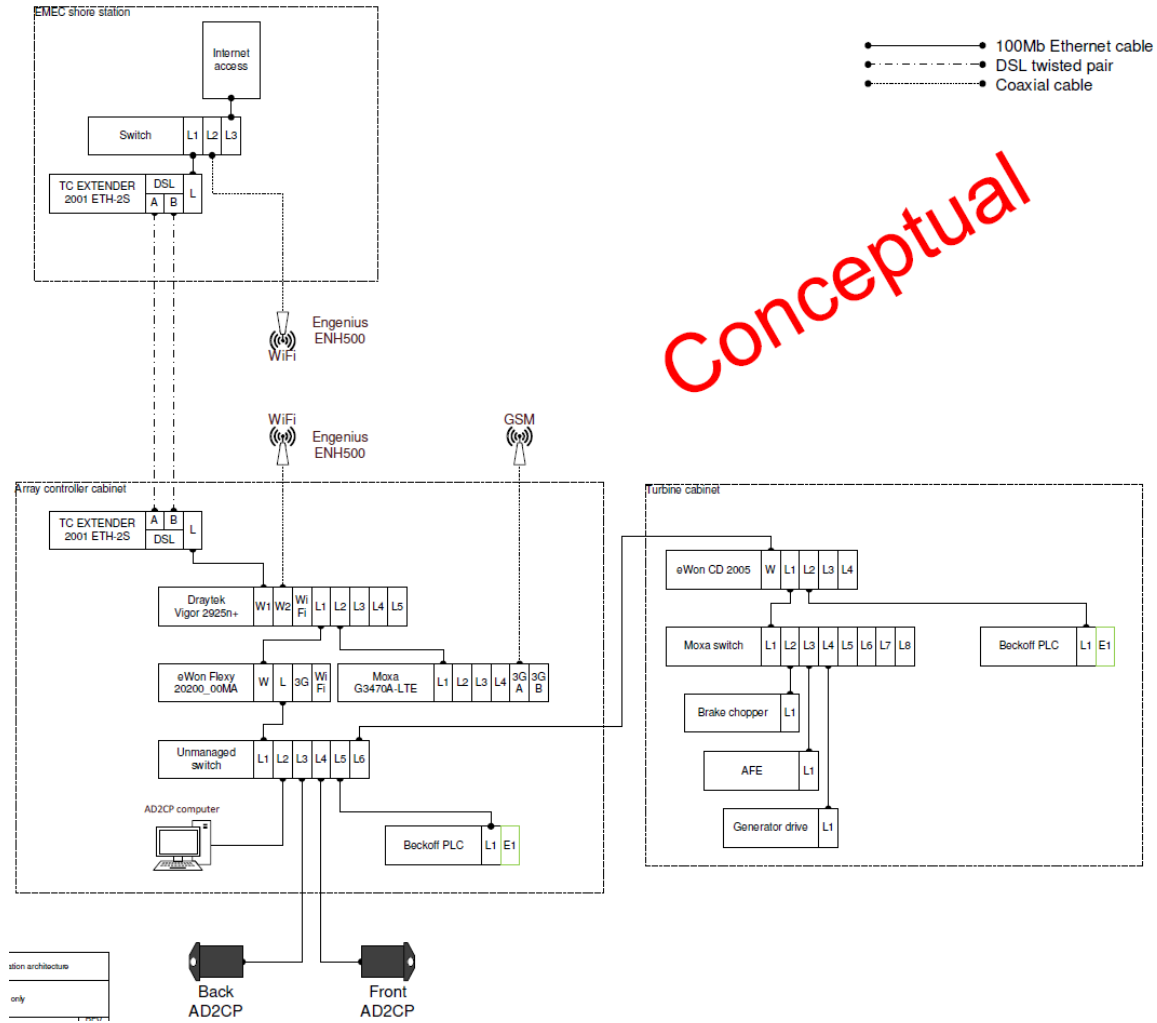 EMEC shore station
Internet
access
Switch
L1
L2
L3
TC EXTENDER
2001 ETH-2S
DSL
A
B
L
100Mb Ethernet cable
DSL twisted pair
Coaxial cable
Conceptual
WiFi
Engenius
ENH500
WiFi
Engenius
ENH500
GSM
Array controller cabinet
TC EXTENDER
2001 ETH-2S
A
B
DSL
L
Draytek
Vigor 2925n+
W1
W2
Wi
Fi
L1
L2
L3
L4
L5
eWon Flexy
20200_00MA
W
L
3G
Wi
Fi
Moxa
G3470A-LTE
L1
L2
L3
L4
3G
A
3G
B
Unmanaged
switch
L1
L2
L3
L4
L5
L6
AD2CP computer
Beckoff PLC
L1
E1
Back
AD2CP
Front
AD2CP
Turbine cabinet
eWon CD 2005
W
L1
L2
L3
L4
Moxa switch
L1
L2
L3
L4
L5
L6
L7
L8
Beckoff PLC
L1
E1
Brake chopper
L1
AFE
L1
Generator drive
L1
ation architecture
only